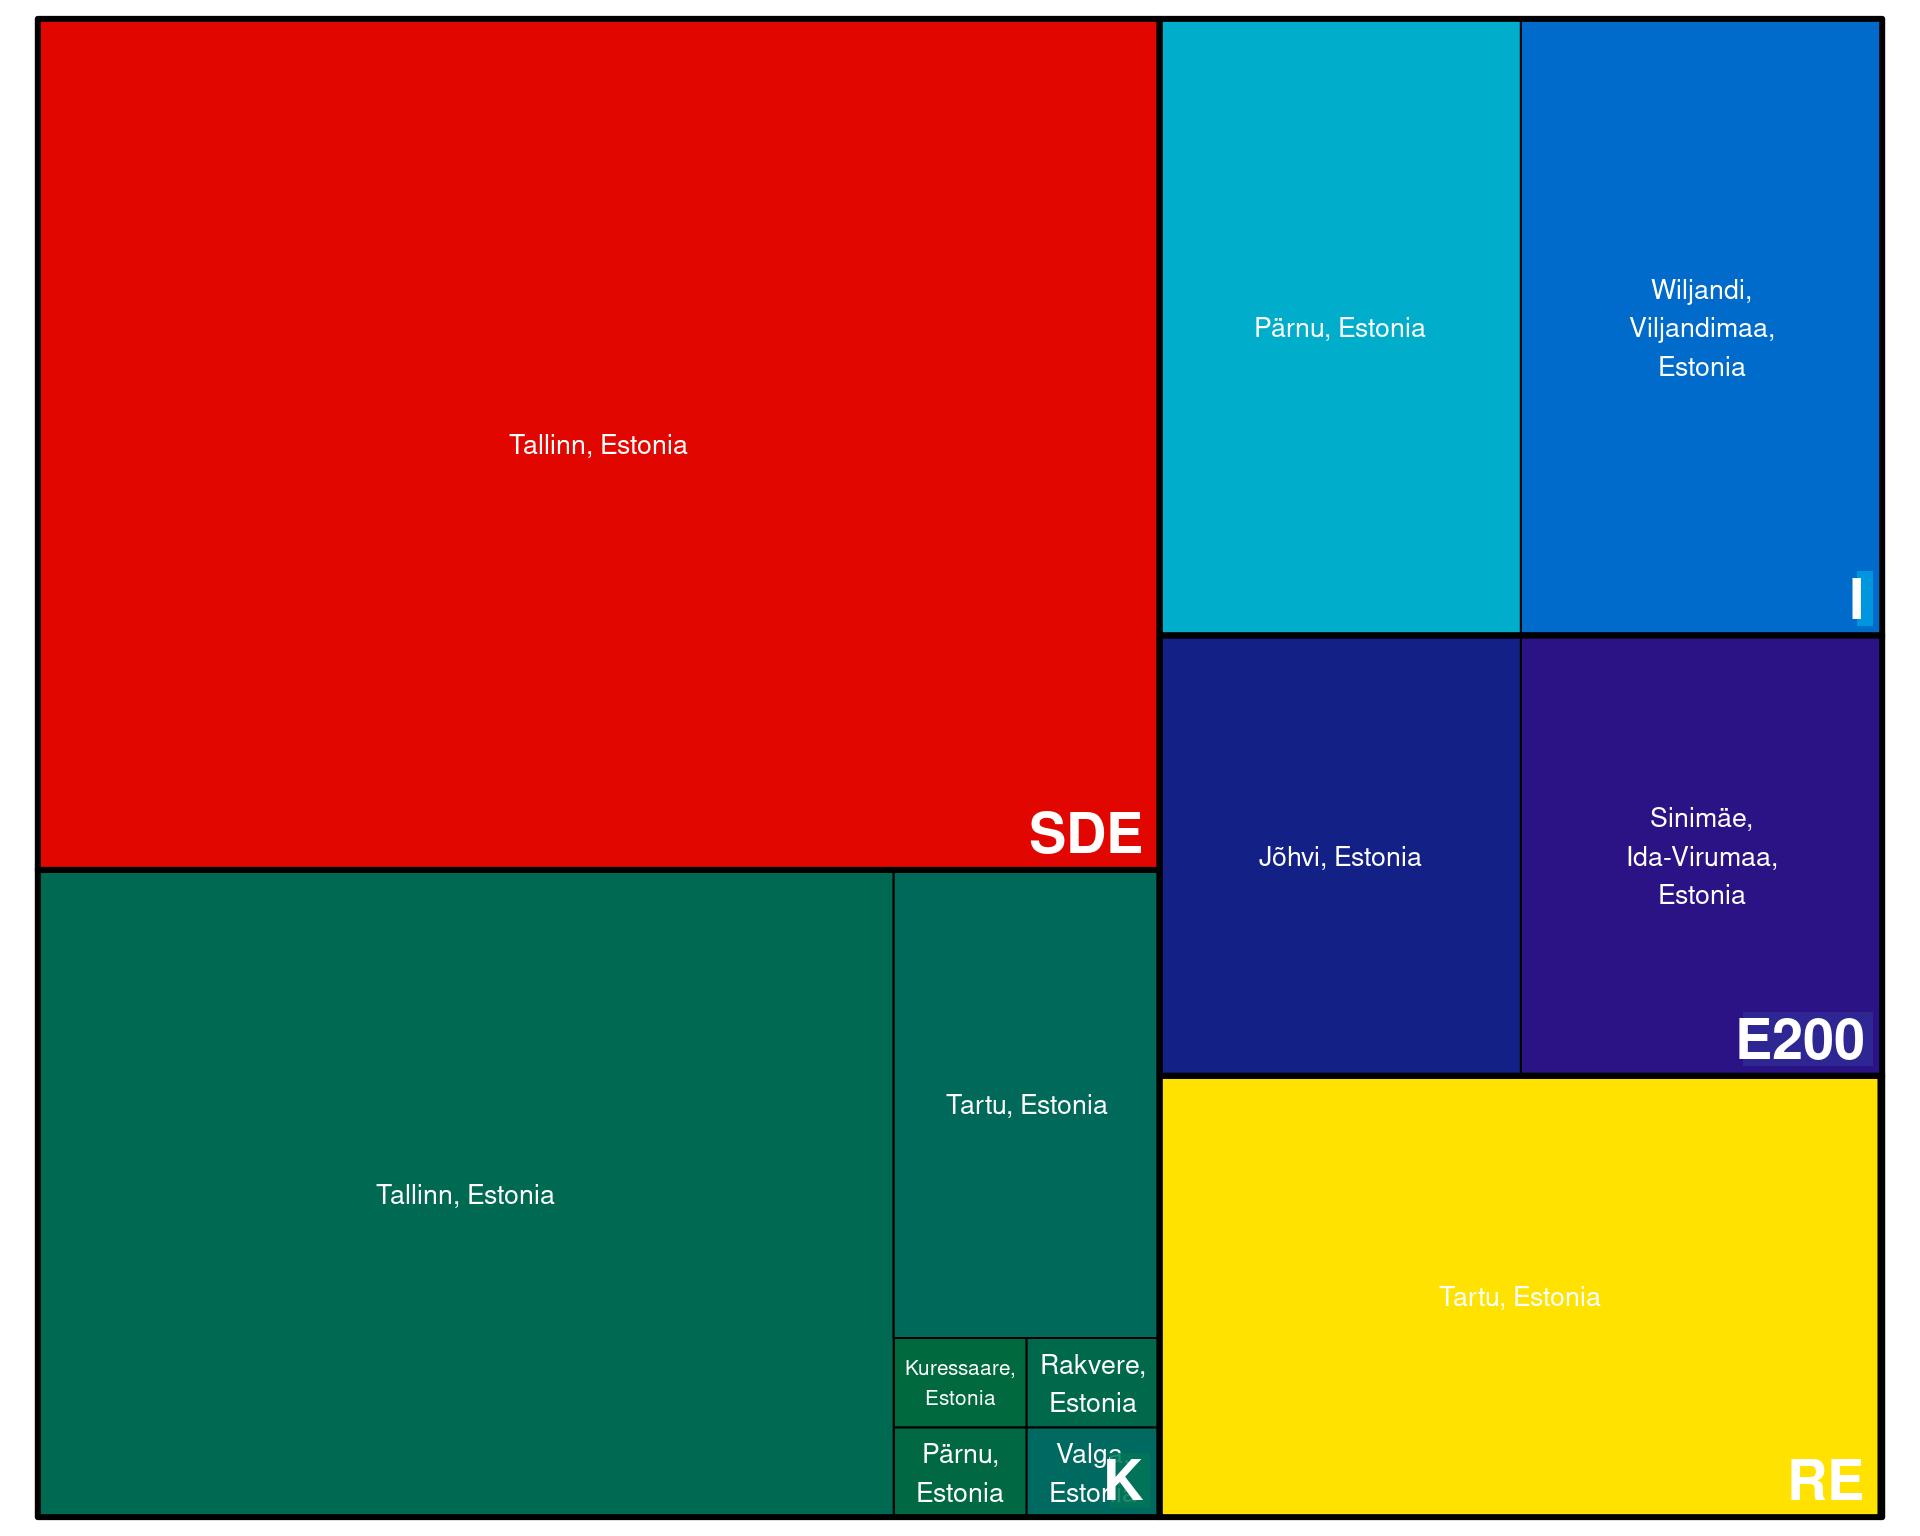 Tallinn, Estonia
SDE
Pärnu, Estonia
Wiljandi,
Viljandimaa,
Estonia
I
Jõhvi, Estonia
Sinimäe,
Ida-Virumaa,
Estonia
E200
Tallinn, Estonia
Tartu, Estonia
Kuressaare,
Estonia
Rakvere,
Estonia
Pärnu,
Estonia
Valga,
Estonia
K
Tartu, Estonia
RE